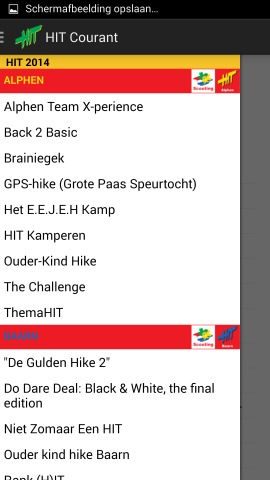 Schermafbeelding opslaan...
HIT Courant
HIT 2014
ALPHEN
Scouting
HIT
Alphen
Alphen Team X-perience
Back 2 Basic
Brainiegek
GPS-hike (Grote Paas Speurtocht)
Het E.E.J.E.H Kamp
HIT Kamperen
Ouder-Kind Hike
The Challenge
ThemaHIT
BAARN
Scouting
HIT
Baarn
"De Gulden Hike 2"
Do Dare Deal: Black & White, the final
edition
Niet Zomaar Een HIT
Ouder kind hike Baarn
Bank (H)IT